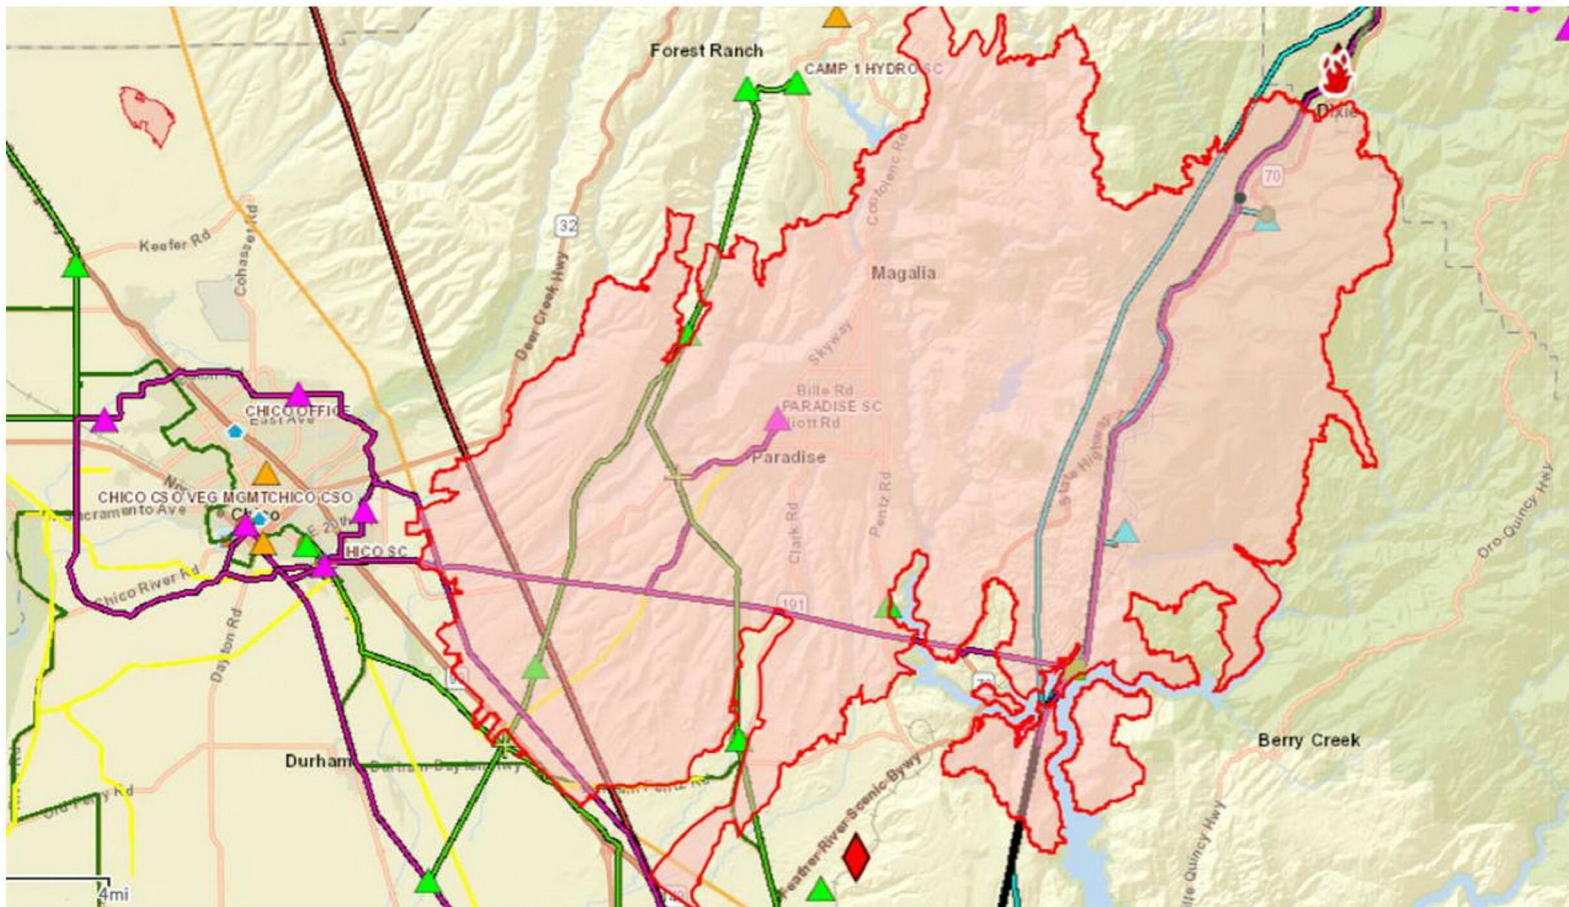 Forest Ranch
CAMP 1 HYDRO SC
Dixie
70
32
Keefer Rd
Cohasset Rd
Deer Creek Hwy
Magalia
Skyway
Bille Rd
PARADISE SC
liott Rd
Paradise
CHICO OFFICE
East Ave
CHICO CSO VEG MGMT
CHICO CSO
Sacramento Ave
Chico
E 20th
HICO SC
Chico River Rd
Dayton Rd
Clark Rd
Pentz Rd
State Highway
Oro-Quincy Hwy
191
Durham
Durham-Dayton Hwy
Berry Creek
Old Ferry Rd
Feather River Scenic Bywy
Quincy Hwy
4mi